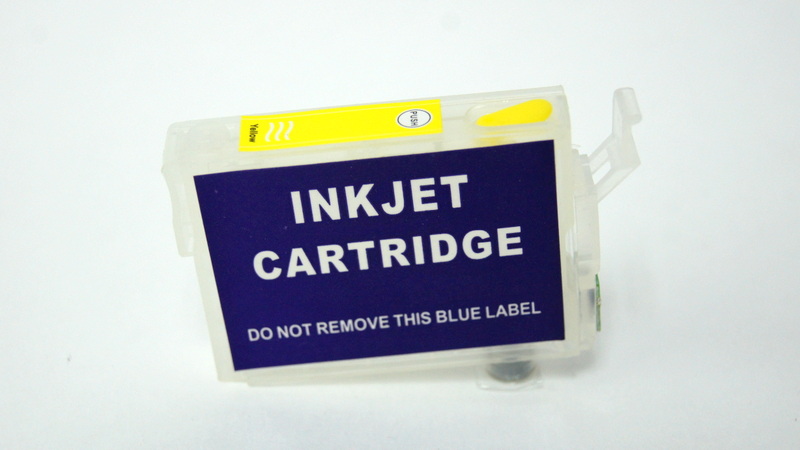 Yellow
PUSH
INKJET
CARTRIDGE
DO NOT REMOVE THIS BLUE LABEL